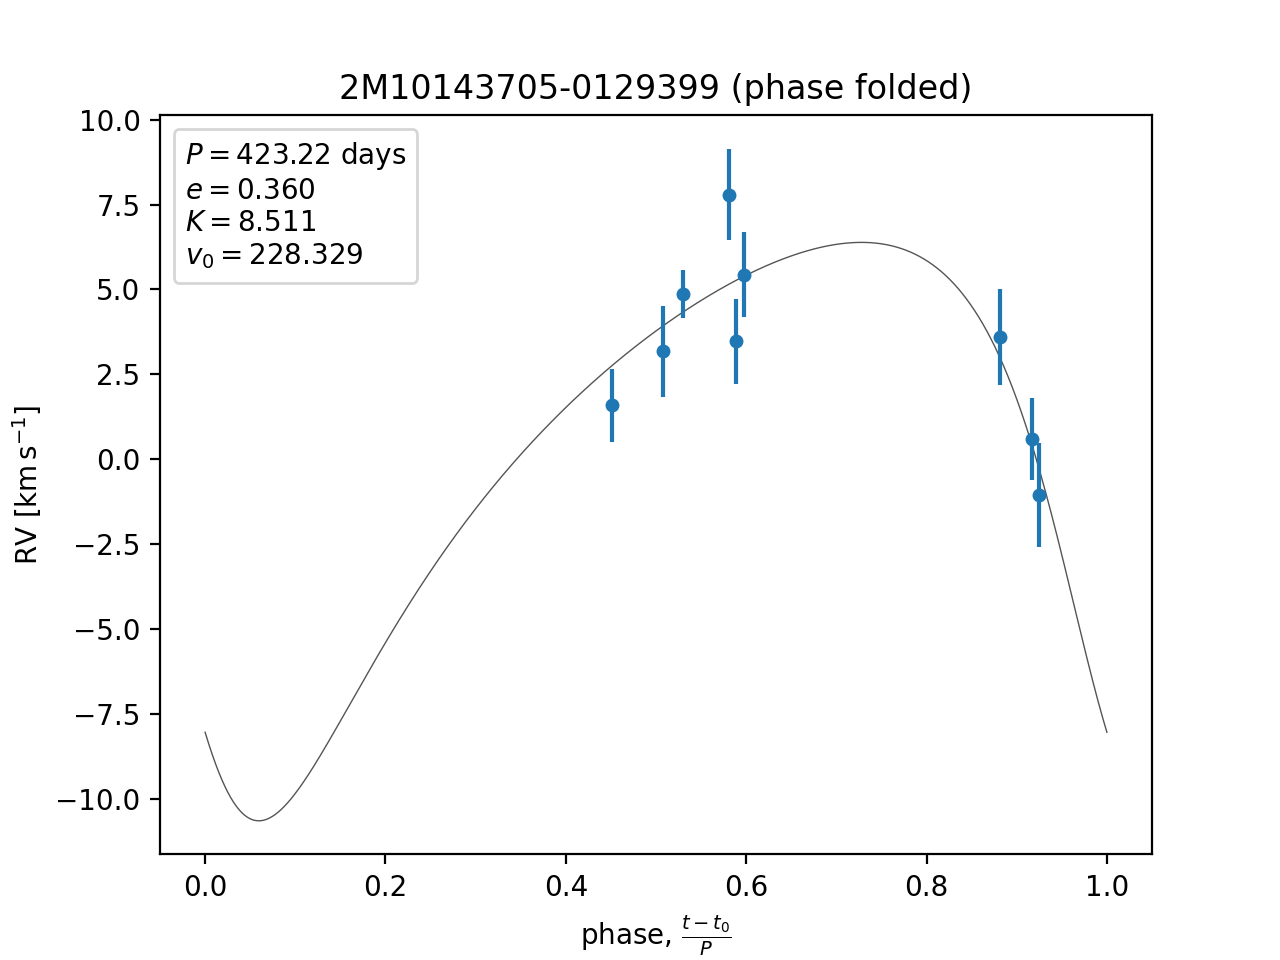 2M10143705-0129399 (phase folded)
P = 423.22 days
e = 0.360
K = 8.511
v₀ = 228.329
10.0
7.5
5.0
2.5
0.0
−2.5
−5.0
−7.5
−10.0
RV [km s⁻¹]
0.0 0.2 0.4 0.6 0.8 1.0
phase, (t − t₀)/P